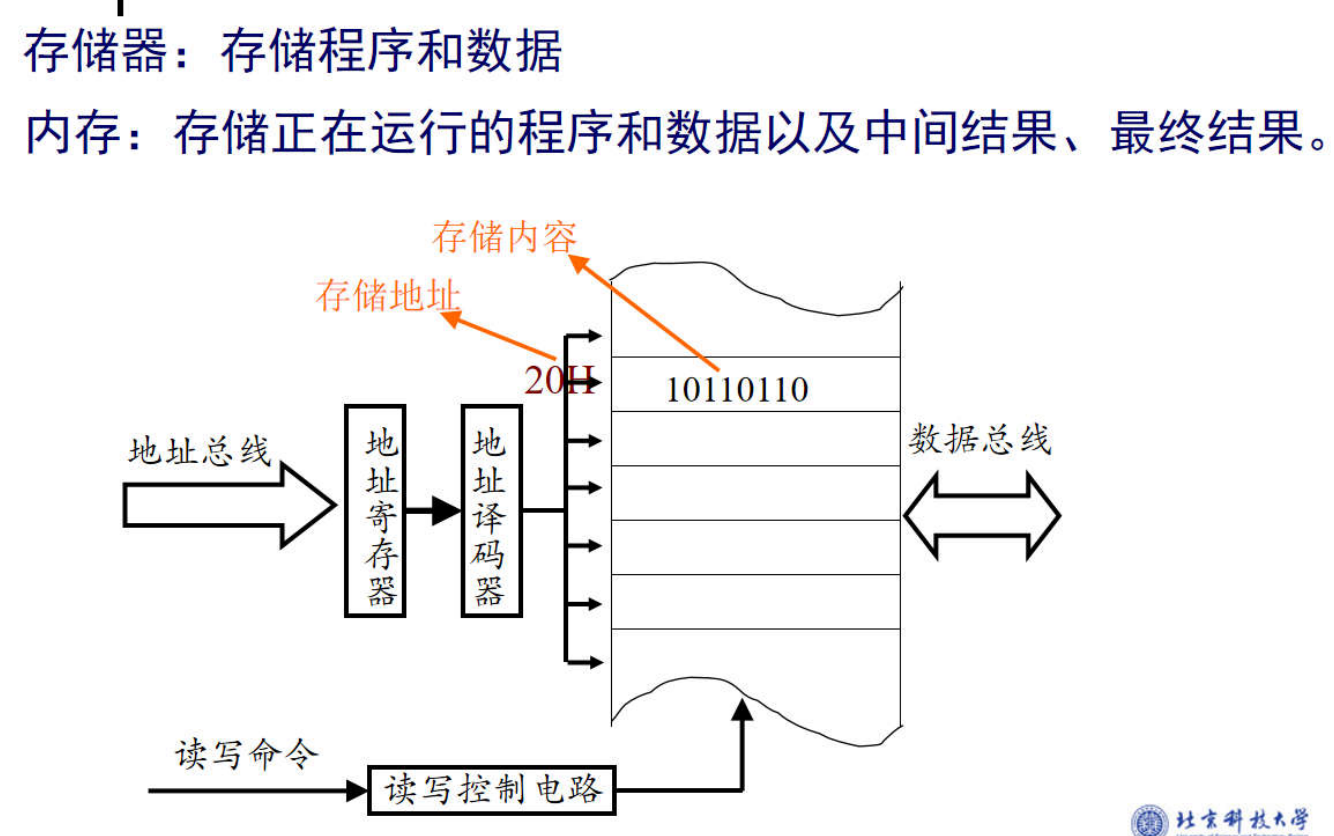 存储器：存储程序和数据
内存：存储正在运行的程序和数据以及中间结果、最终结果。
存储内容
存储地址
20H
10110110
地址总线
地址寄存器
地址译码器
数据总线
读写命令
读写控制电路
北京科技大学